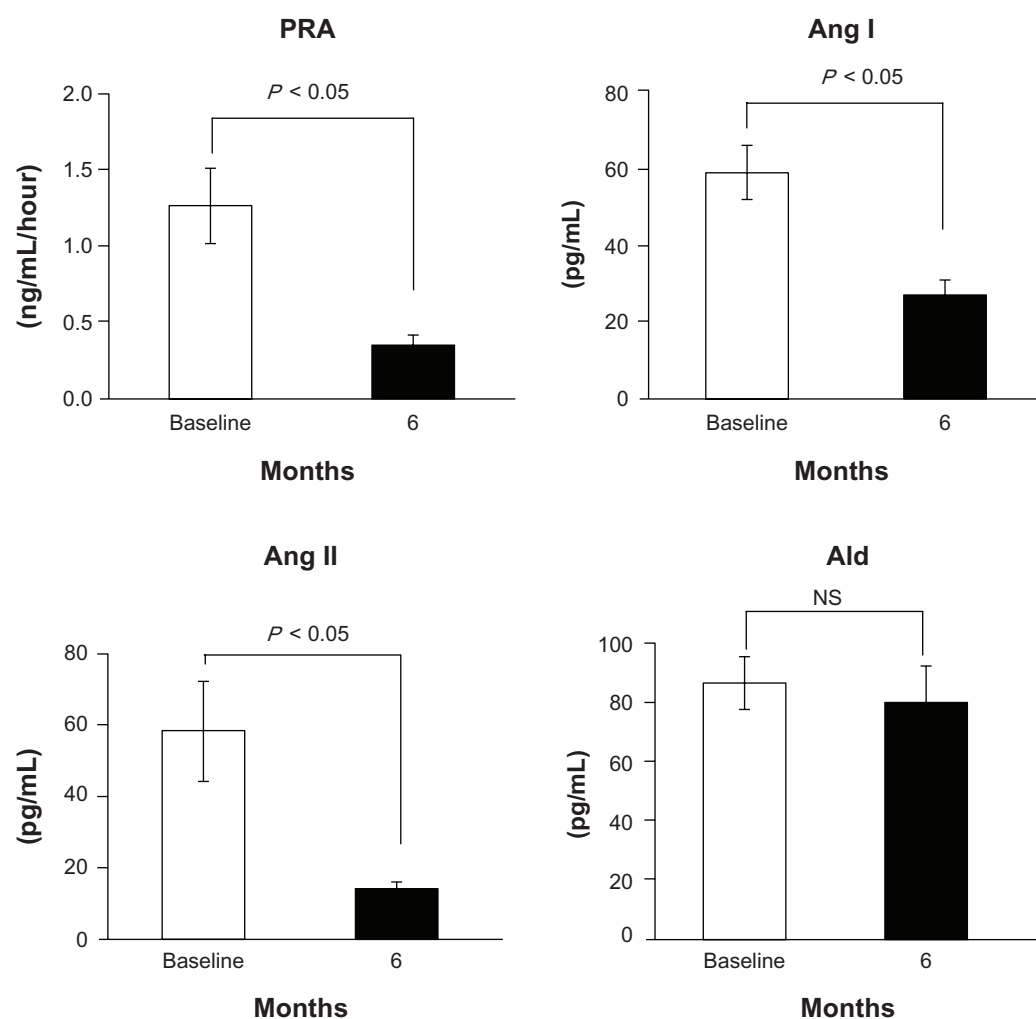 PRA
P < 0.05
2.0
1.5
1.0
0.5
0.0
(ng/mL/hour)
Baseline 6
Months
Ang I
P < 0.05
80
60
40
20
0
(pg/mL)
Baseline 6
Months
Ang II
P < 0.05
80
60
40
20
0
(pg/mL)
Baseline 6
Months
Ald
NS
100
80
60
40
20
0
(pg/mL)
Baseline 6
Months